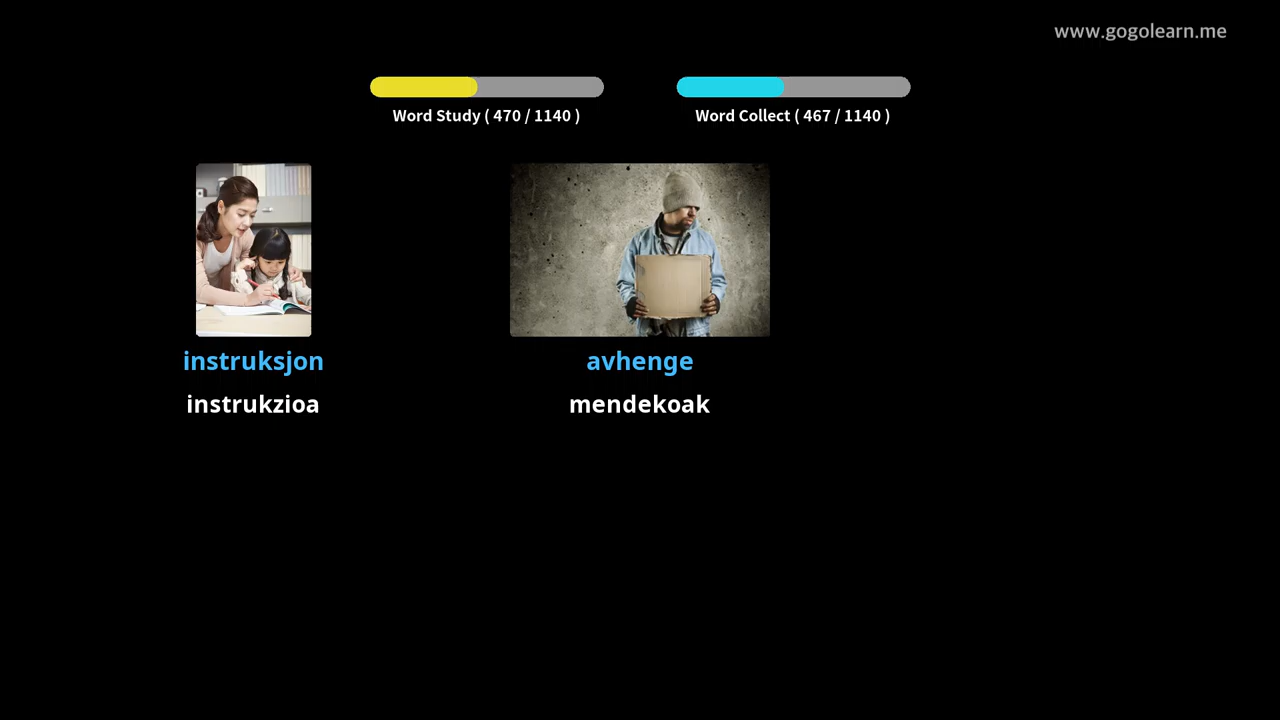 www.gogolearn.me
Word Study ( 470 / 1140 )
Word Collect ( 467 / 1140 )
instruksjon
avhenge
instrukzioa
mendekoak